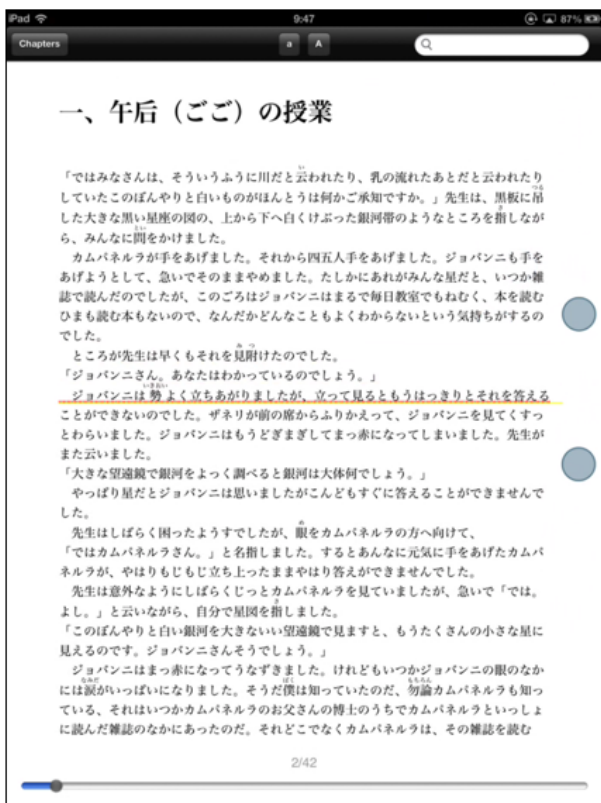 iPad 9:47 87%
Chapters a A
一、午后（ごご）の授業
「ではみなさんは、そういうふうに川だと云われたり、乳の流れたあとだと云われたり
していたこのぼんやりと白いものがほんとうは何かご承知ですか。」先生は、黒板に吊
した大きな黒い星座の図の、上から下へ白くけぶった銀河帯のようなところを指しなが
ら、みんなに問をかけました。
カムパネルラが手をあげました。それから四五人手をあげました。ジョバンニも手を
あげようとして、急いでそのままやめました。たしかにあれがみんな星だと、いつか雑
誌で読んだのでしたが、このごろはジョバンニはまるで毎日教室でもねむく、本を読む
ひまも読む本もないので、なんだかどんなこともよくわからないという気持ちがするの
でした。
ところが先生は早くもそれを見附けたのでした。
「ジョバンニさん。あなたはわかっているのでしょう。」
ジョバンニは勢よく立ちあがりましたが、立って見るともうはっきりとそれを答える
ことができないのでした。ザネリが前の席からふりかえって、ジョバンニを見てくすっ
とわらいました。ジョバンニはもうどぎまぎしてまっ赤になってしまいました。先生が
また云いました。
「大きな望遠鏡で銀河をよっく調べると銀河は大体何でしょう。」
やっぱり星だとジョバンニは思いましたがこんどもすぐに答えることができませんで
した。
先生はしばらく困ったようすでしたが、眼をカムパネルラの方へ向けて、
「ではカムパネルラさん。」と名指しました。するとあんなに元気に手をあげたカムパ
ネルラが、やはりもじもじ立ち上ったままやはり答えができませんでした。
先生は意外なようにしばらくじっとカムパネルラを見ていましたが、急いで「では。
よし。」と云いながら、自分で星図を指しました。
「このぼんやりと白い銀河を大きないい望遠鏡で見ますと、もうたくさんの小さな星に
見えるのです。ジョバンニさんそうでしょう。」
ジョバンニはまっ赤になってうなずきました。けれどもいつかジョバンニの眼のなか
には涙がいっぱいになりました。そうだ僕は知っていたのだ、勿論カムパネルラも知っ
ている、それはいつかカムパネルラのお父さんの博士のうちでカムパネルラといっしょ
に読んだ雑誌のなかにあったのだ。それどこでなくカムパネルラは、その雑誌を読む
2/42